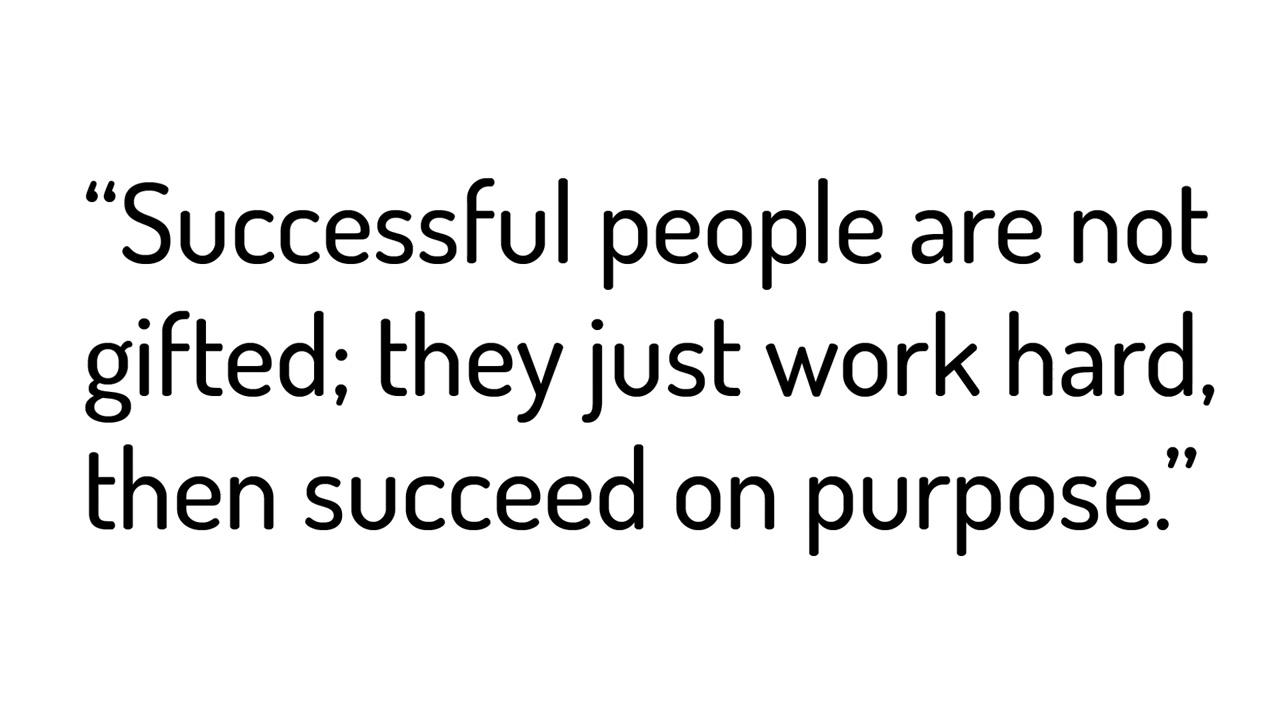 “Successful people are not
gifted; they just work hard,
then succeed on purpose.”